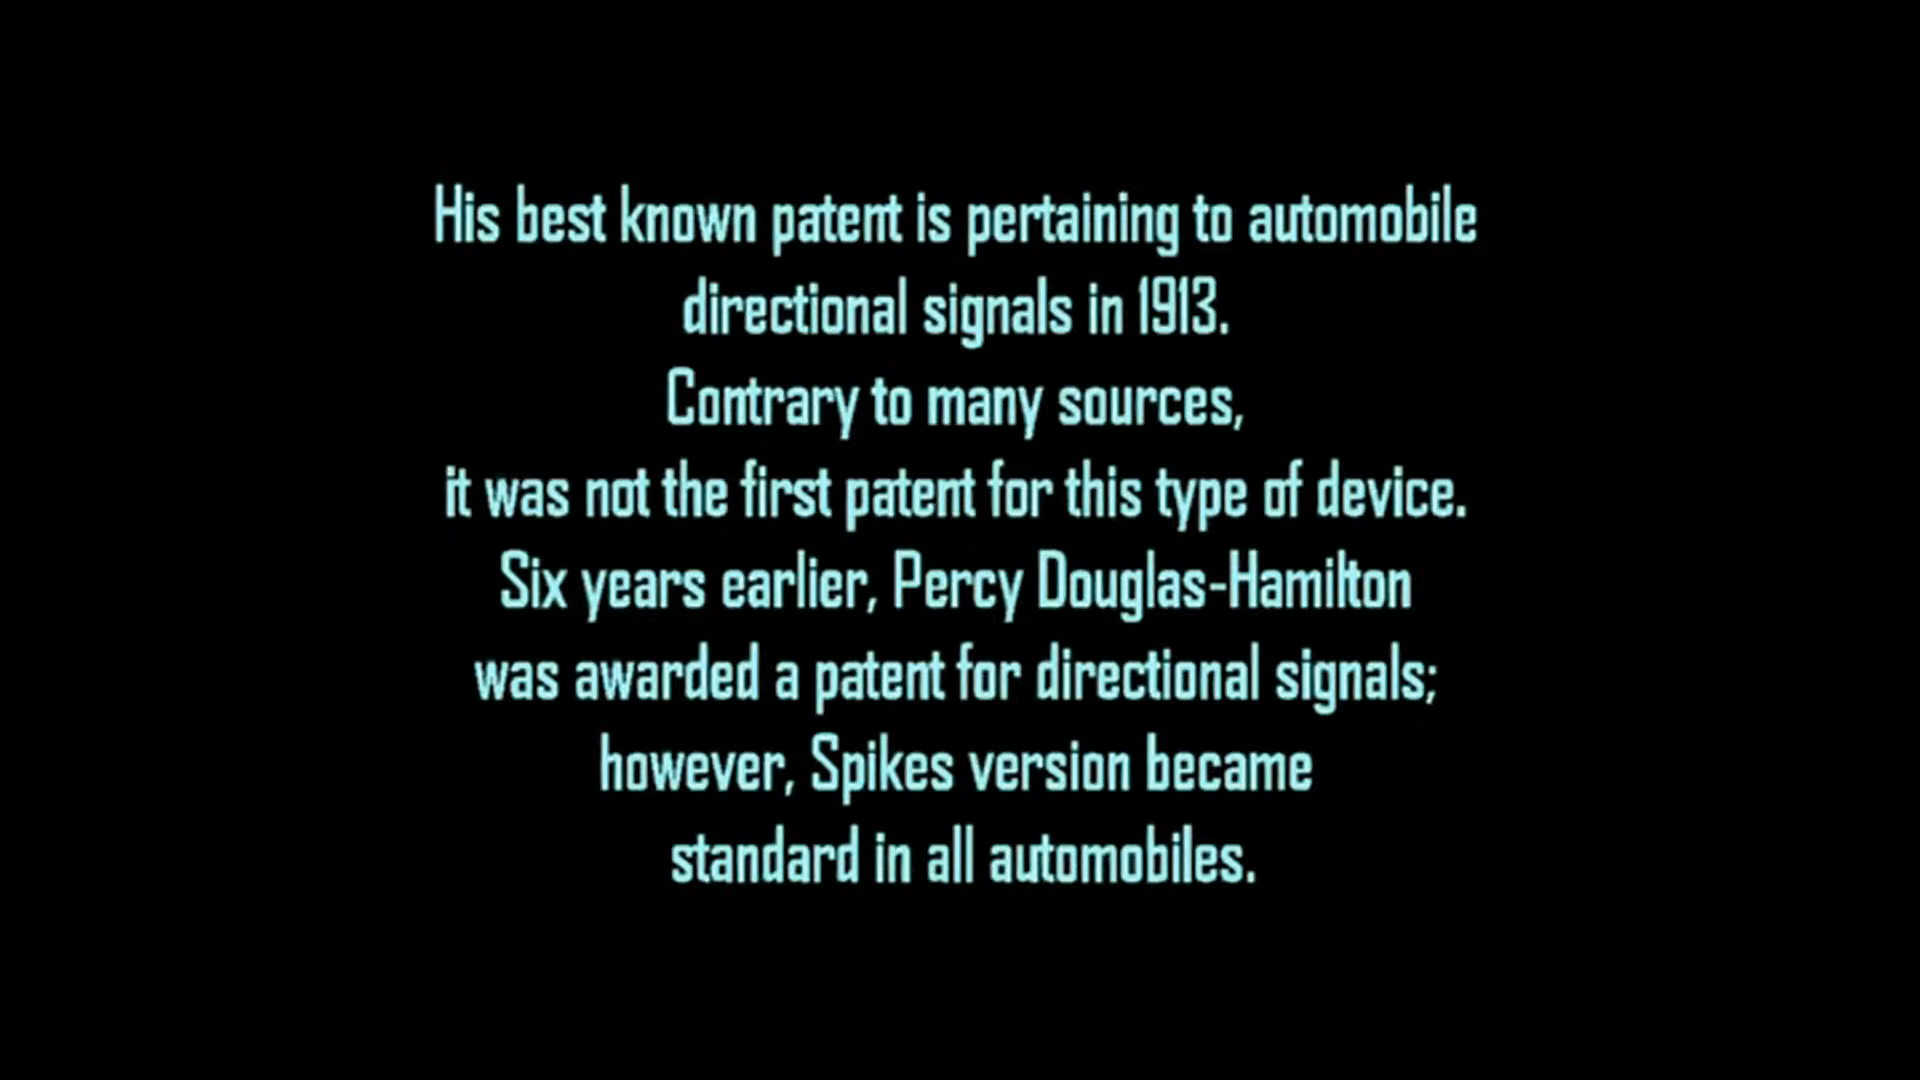 His best known patent is pertaining to automobile
directional signals in 1913.
Contrary to many sources,
it was not the first patent for this type of device.
Six years earlier, Percy Douglas-Hamilton
was awarded a patent for directional signals;
however, Spikes version became
standard in all automobiles.